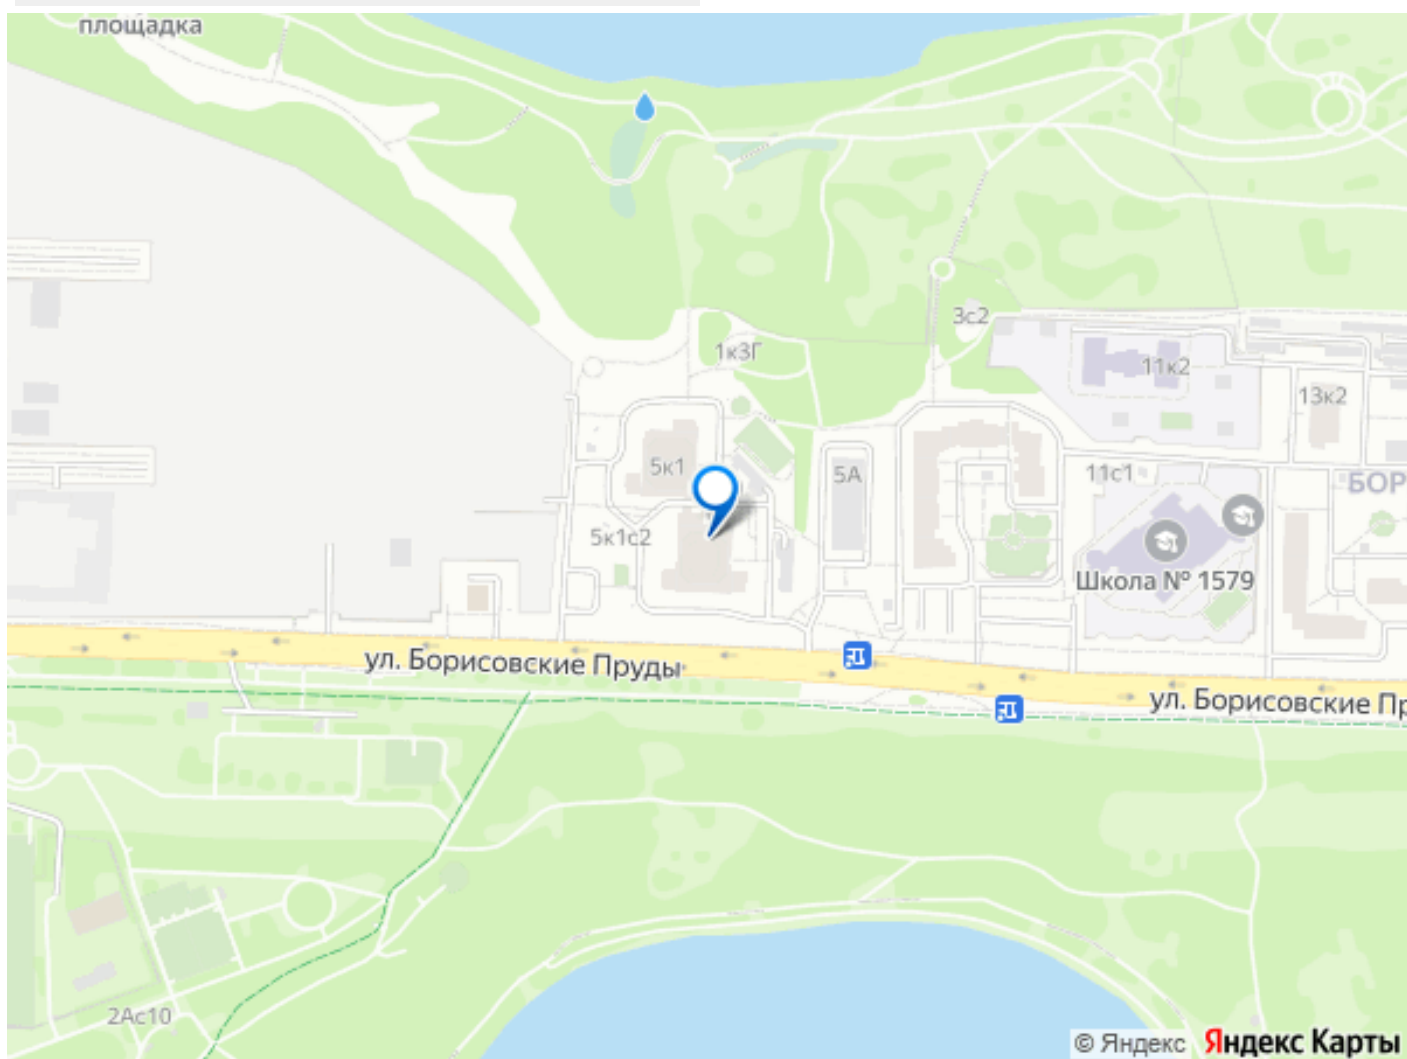 площадка
3с2
1к3Г
11к2
13к2
5к1
5А
11с1
БОР
5к1с2
Школа № 1579
ул. Борисовские Пруды
ул. Борисовские Пр
2Ас10
© Яндекс Яндекс Карты